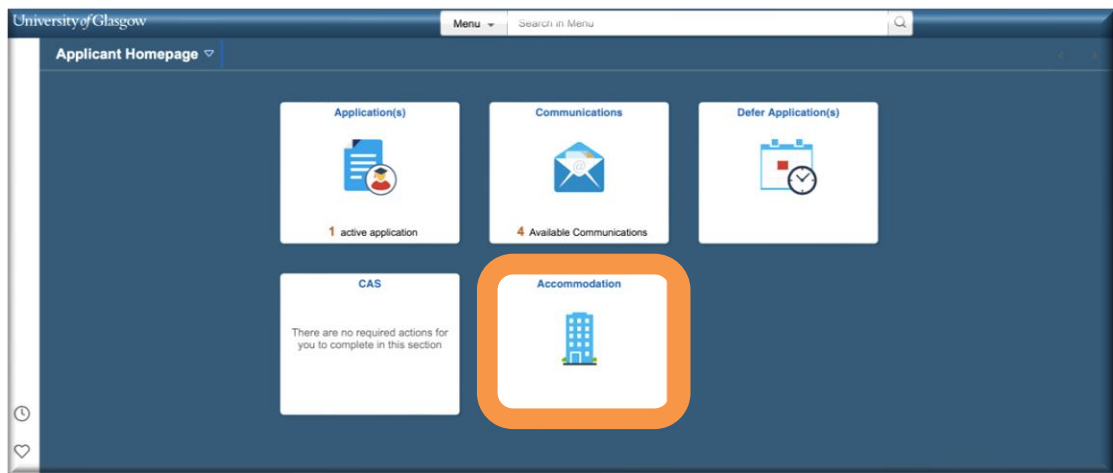 University of Glasgow
Menu
Search in Menu
Applicant Homepage
Application(s)
Communications
Defer Application(s)
@
1 active application
4 Available Communications
CAS
Accommodation
There are no required actions for
you to complete in this section